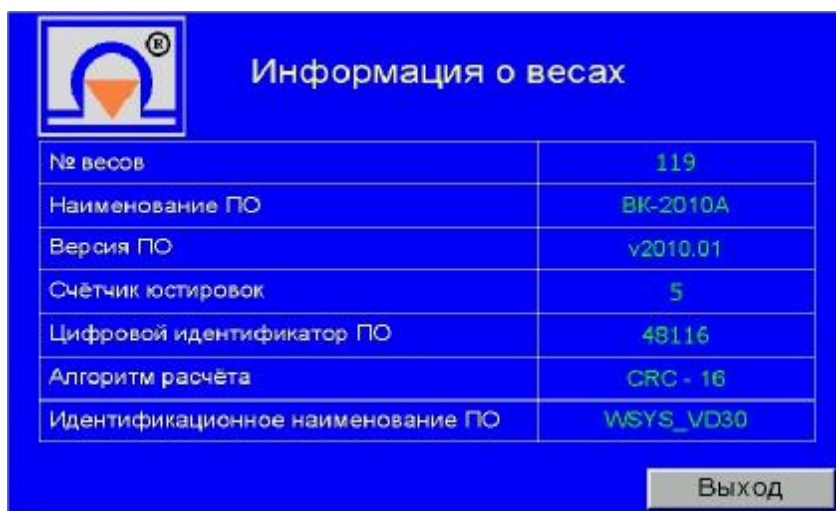 ®
Информация о весах
№ весов 119
Наименование ПО ВК-2010А
Версия ПО v2010.01
Счётчик юстировок 5
Цифровой идентификатор ПО 48116
Алгоритм расчёта CRC - 16
Идентификационное наименование ПО WSYS_VD30
Выход